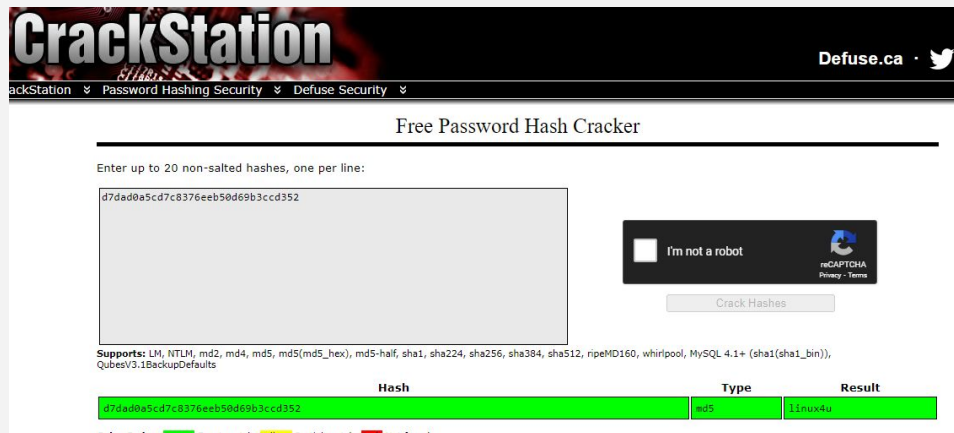 CrackStation
Defuse.ca ·
ackStation Password Hashing Security Defuse Security
Free Password Hash Cracker
Enter up to 20 non-salted hashes, one per line:
d7dad0a5cd7c8376eeb50d69b3ccd352
I'm not a robot
reCAPTCHA
Privacy - Terms
Crack Hashes
Supports: LM, NTLM, md2, md4, md5, md5(md5_hex), md5-half, sha1, sha224, sha256, sha384, sha512, ripeMD160, whirlpool, MySQL 4.1+ (sha1(sha1_bin)),
QubesV3.1BackupDefaults
Hash Type Result
d7dad0a5cd7c8376eeb50d69b3ccd352 md5 linux4u